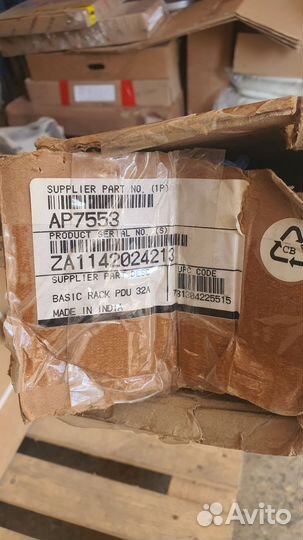 SUPPLIER PART NO. (1P)
AP7553
PRODUCT SERIAL NO. (S)
ZA1142024213
SUPPLIER PART DESC. UPC CODE
BASIC RACK PDU 32A 731304225515
MADE IN INDIA
CB
Avito